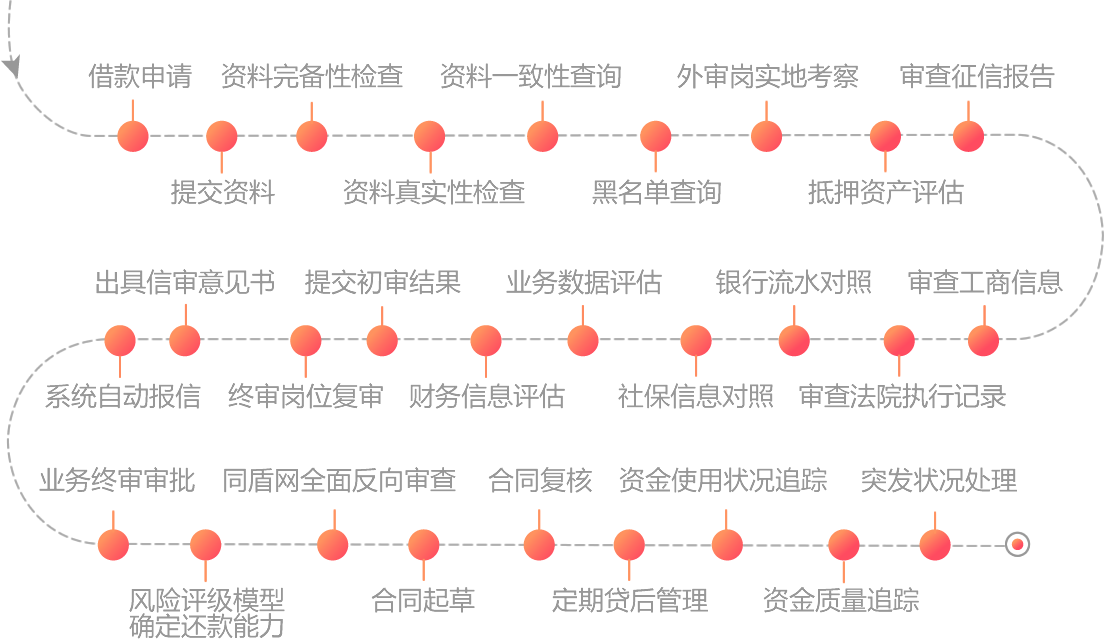 借款申请
资料完备性检查
资料一致性查询
外审岗实地考察
审查征信报告
提交资料
资料真实性检查
黑名单查询
抵押资产评估
出具信审意见书
提交初审结果
业务数据评估
银行流水对照
审查工商信息
系统自动报信
终审岗位复审
财务信息评估
社保信息对照
审查法院执行记录
业务终审审批
同盾网全面反向审查
合同复核
资金使用状况追踪
突发状况处理
风险评级模型
确定还款能力
合同起草
定期贷后管理
资金质量追踪